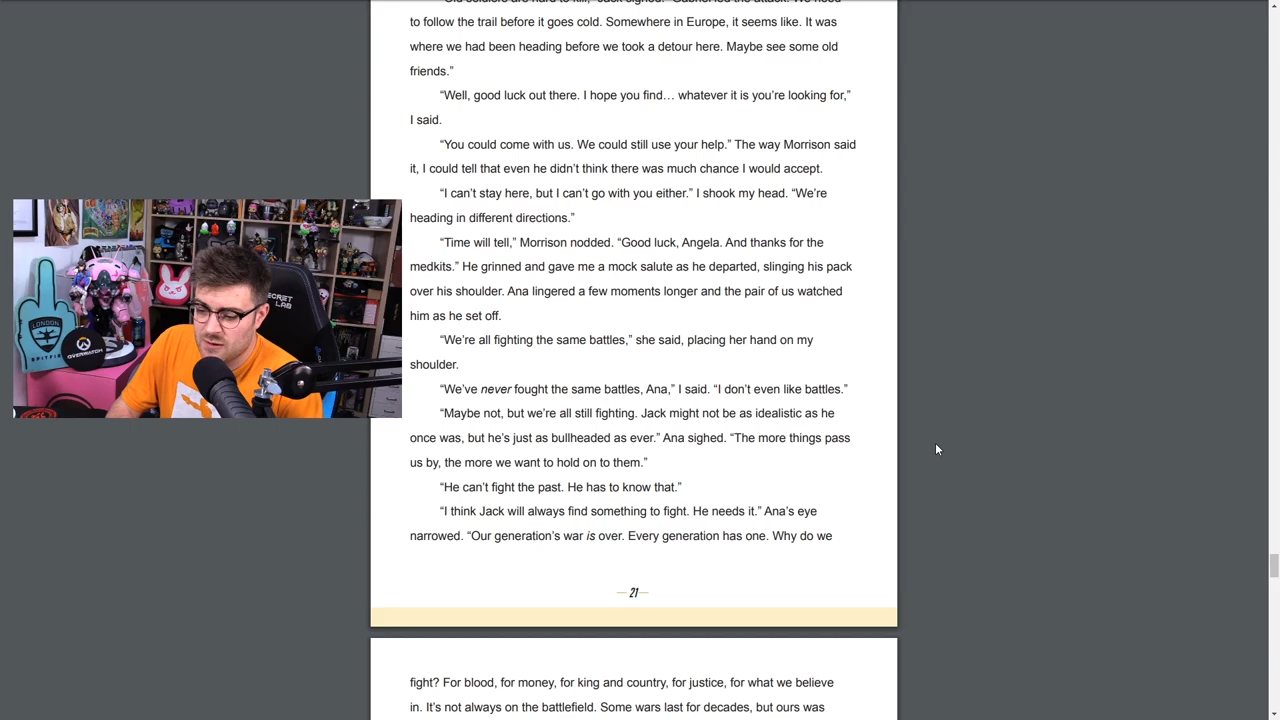 to follow the trail before it goes cold. Somewhere in Europe, it seems like. It was
where we had been heading before we took a detour here. Maybe see some old
friends.”
“Well, good luck out there. I hope you find… whatever it is you’re looking for,”
I said.
“You could come with us. We could still use your help.” The way Morrison said
it, I could tell that even he didn’t think there was much chance I would accept.
“I can’t stay here, but I can’t go with you either.” I shook my head. “We’re
heading in different directions.”
“Time will tell,” Morrison nodded. “Good luck, Angela. And thanks for the
medkits.” He grinned and gave me a mock salute as he departed, slinging his pack
over his shoulder. Ana lingered a few moments longer and the pair of us watched
him as he set off.
“We’re all fighting the same battles,” she said, placing her hand on my
shoulder.
“We’ve never fought the same battles, Ana,” I said. “I don’t even like battles.”
“Maybe not, but we’re all still fighting. Jack might not be as idealistic as he
once was, but he’s just as bullheaded as ever.” Ana sighed. “The more things pass
us by, the more we want to hold on to them.”
“He can’t fight the past. He has to know that.”
“I think Jack will always find something to fight. He needs it.” Ana’s eye
narrowed. “Our generation’s war is over. Every generation has one. Why do we
— 21 —
fight? For blood, for money, for king and country, for justice, for what we believe
in. It’s not always on the battlefield. Some wars last for decades, but ours was
LONDON
SPITFIRE
OVERWATCH
SECRET
LAB